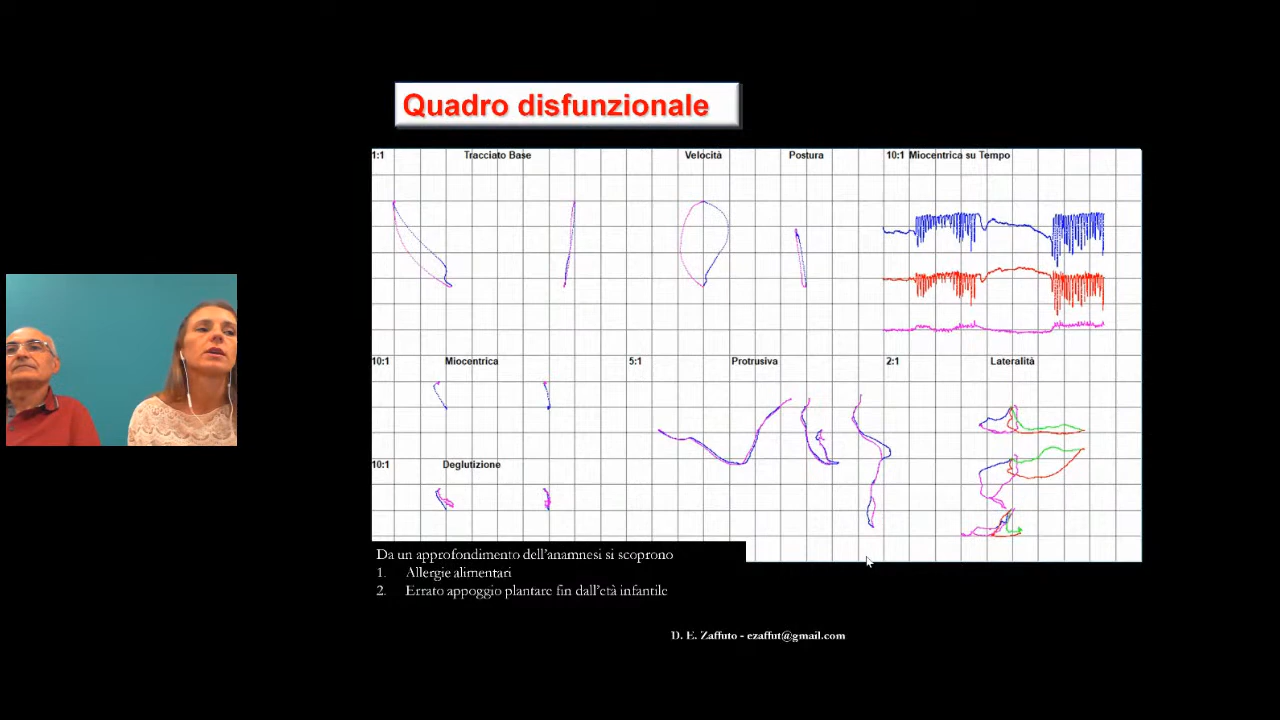 Quadro disfunzionale
1:1 Tracciato Base Velocità Postura 10:1 Miocentrica su Tempo
10:1 Miocentrica 5:1 Protrusiva 2:1 Lateralità
10:1 Deglutizione
Da un approfondimento dell'anamnesi si scoprono
1. Allergie alimentari
2. Errato appoggio plantare fin dall'età infantile
D. E. Zaffuto - ezaffut@gmail.com